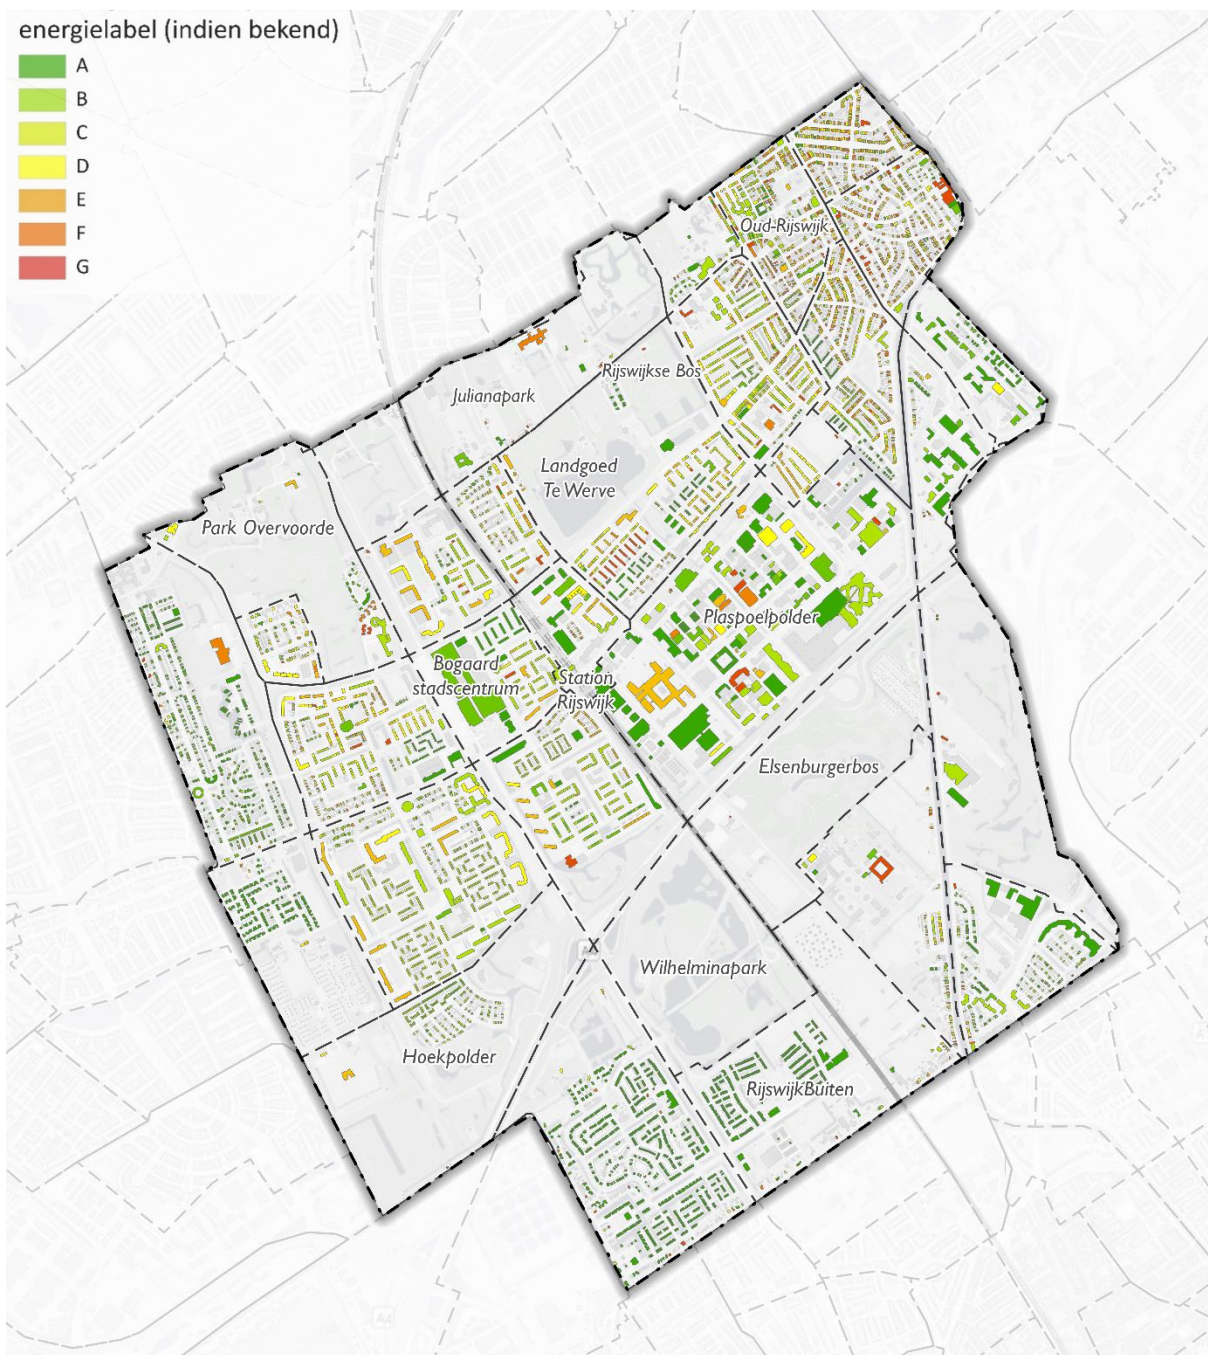 energielabel (indien bekend)
A
B
C
D
E
F
G
Oud-Rijswijk
Rijswijkse Bos
Julianapark
Landgoed
Te Werve
Park Overvoorde
Plaspoelpolder
Bogaard
stadscentrum
Station
Rijswijk
Elsenburgerbos
Wilhelminapark
Hoekpolder
RijswijkBuiten
A4